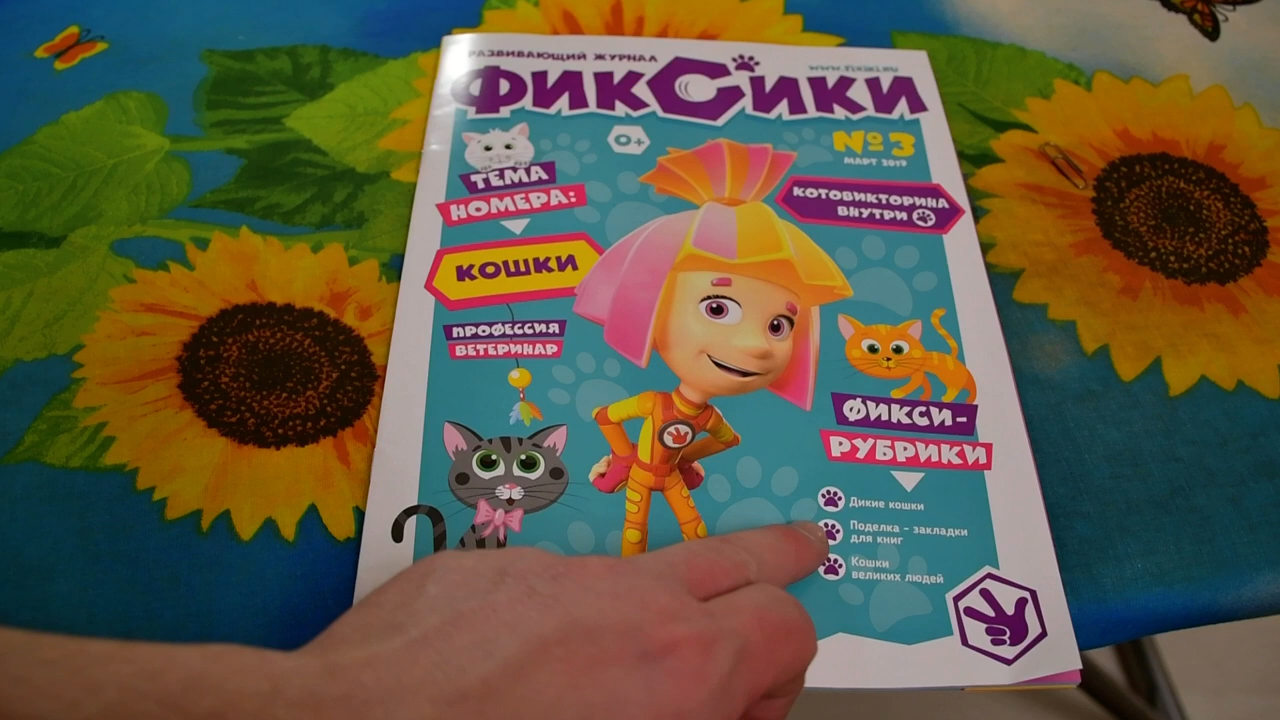 РАЗВИВАЮЩИЙ ЖУРНАЛ
WWW.FIXIKI.RU
ФИКСИКИ
0+
№3
МАРТ 2019
ТЕМА
НОМЕРА:
КОШКИ
КОТОВИКТОРИНА
ВНУТРИ
ПРОФЕССИЯ
ВЕТЕРИНАР
ФИКСИ-
РУБРИКИ
Дикие кошки
Поделка – закладки
для книг
Кошки
великих людей